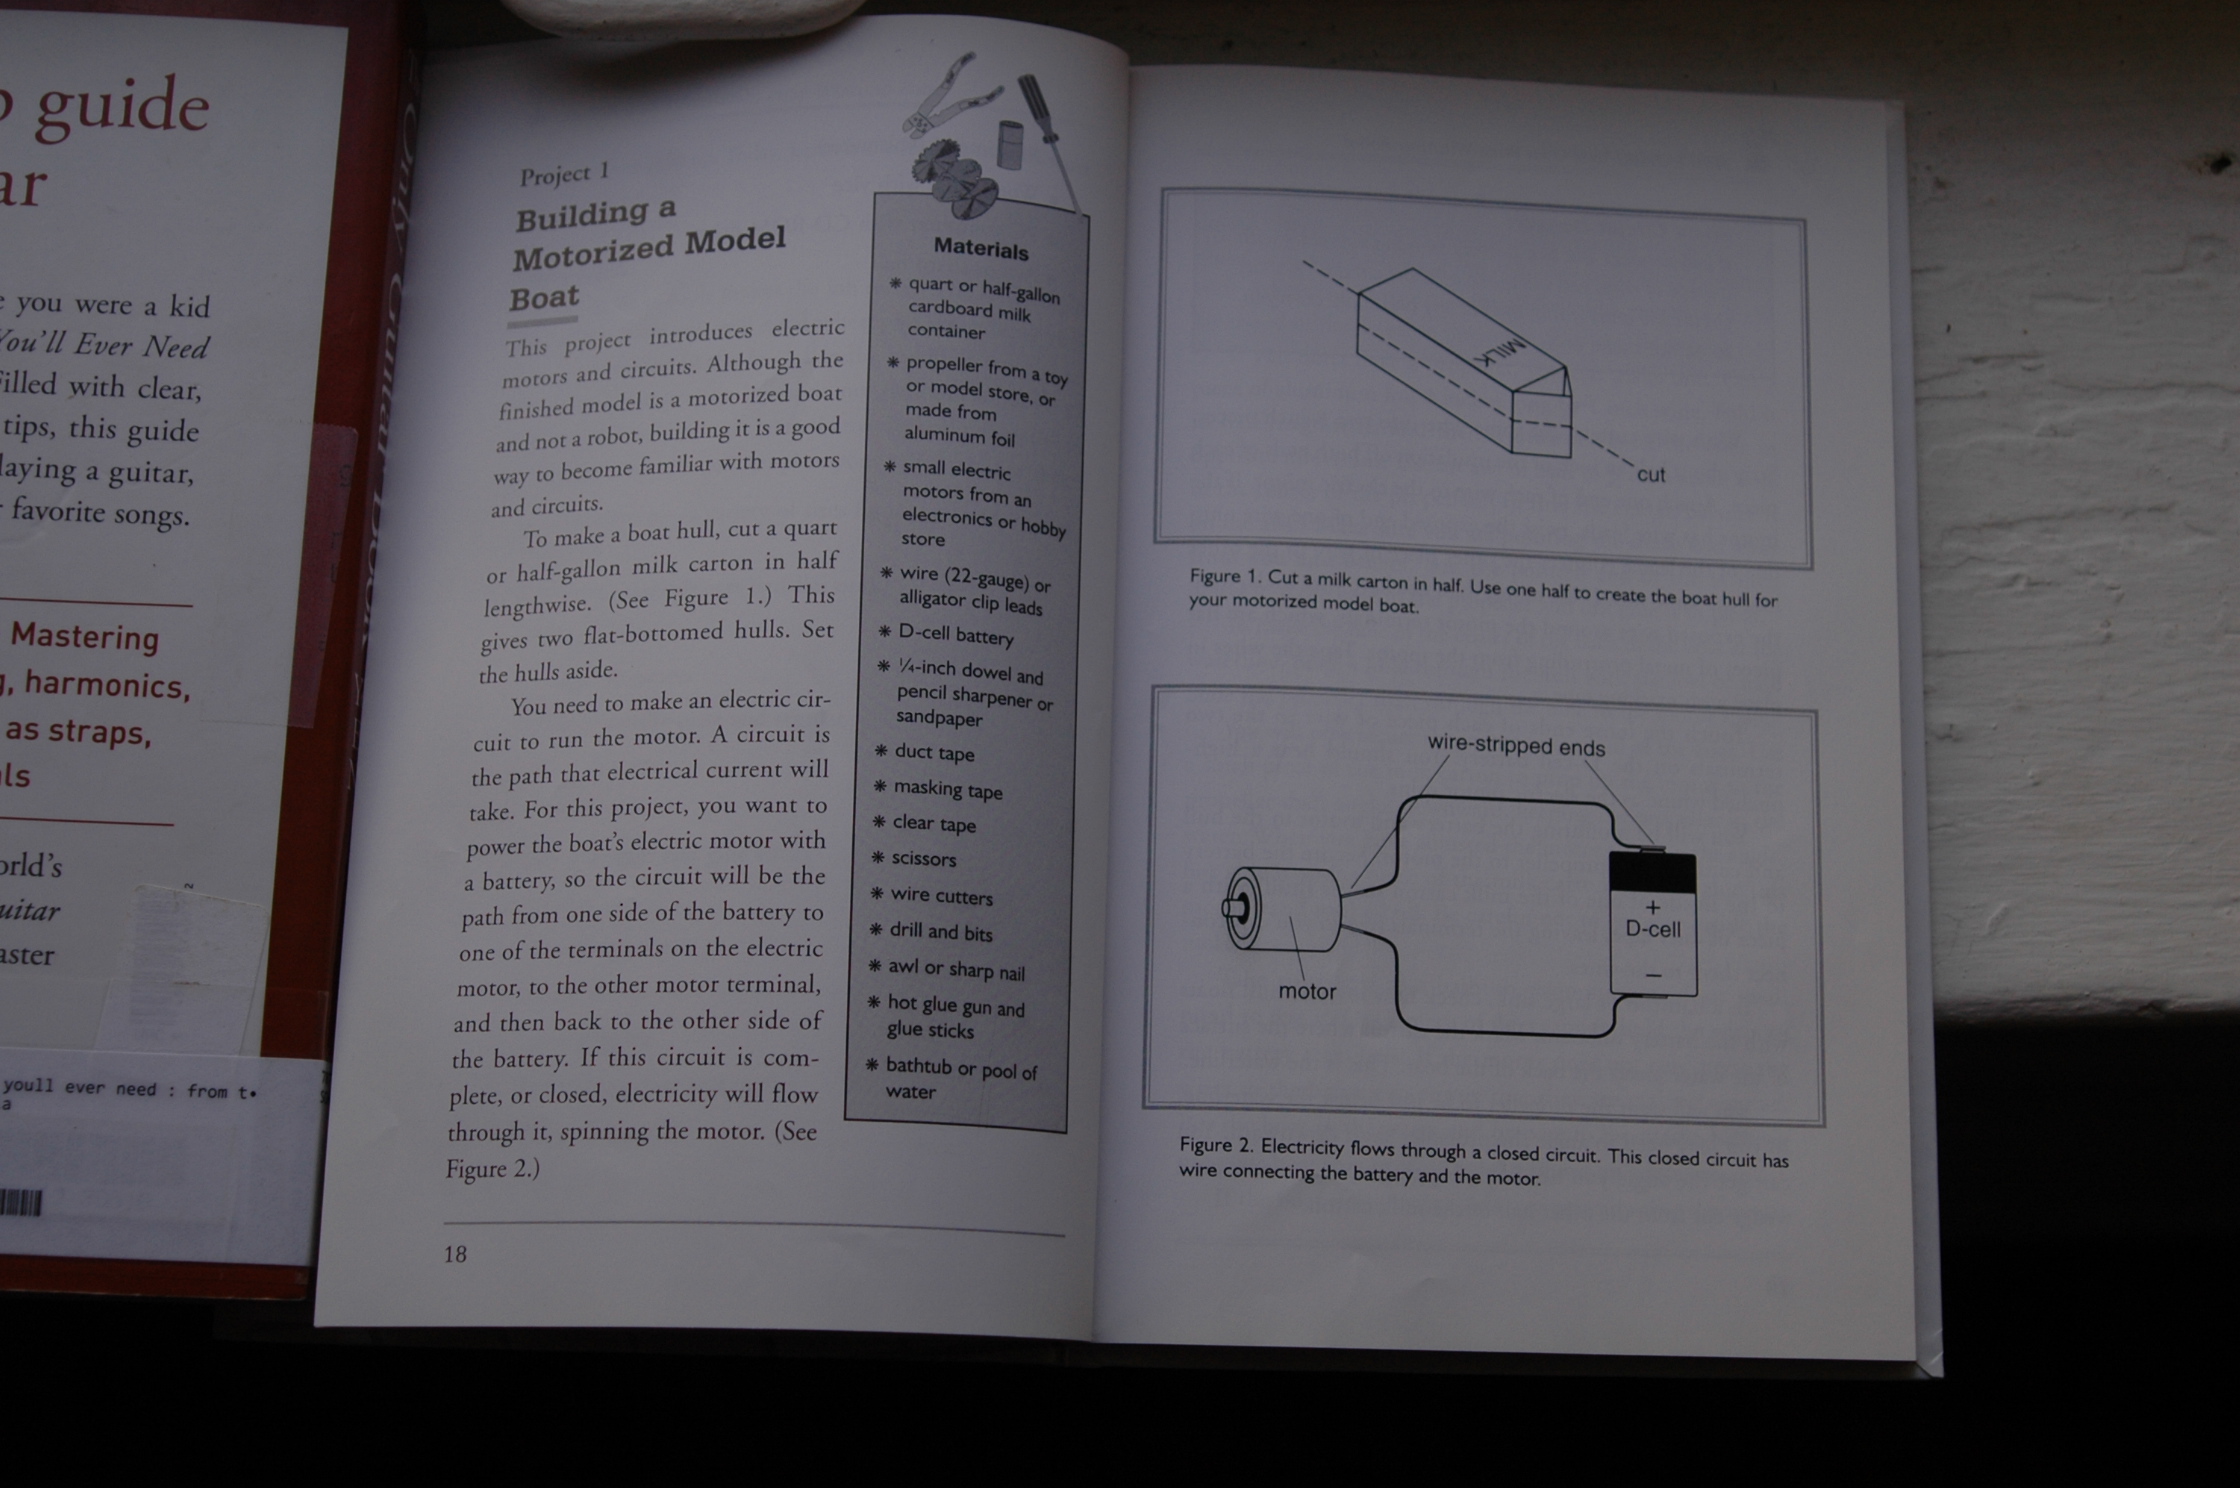 guide
ar
you were a kid
You'll Ever Need
filled with clear,
tips, this guide
laying a guitar,
favorite songs.
Mastering
harmonics,
as straps,
orld's
uitar
aster
youll ever need : from t
a
Project 1
Building a
Motorized Model
Boat
This project introduces electric
motors and circuits. Although the
finished model is a motorized boat
and not a robot, building it is a good
way to become familiar with motors
and circuits.
To make a boat hull, cut a quart
or half-gallon milk carton in half
lengthwise. (See Figure 1.) This
gives two flat-bottomed hulls. Set
the hulls aside.
You need to make an electric cir-
cuit to run the motor. A circuit is
the path that electrical current will
take. For this project, you want to
power the boat's electric motor with
a battery, so the circuit will be the
path from one side of the battery to
one of the terminals on the electric
motor, to the other motor terminal,
and then back to the other side of
the battery. If this circuit is com-
plete, or closed, electricity will flow
through it, spinning the motor. (See
Figure 2.)
18
Materials
* quart or half-gallon
cardboard milk
container
* propeller from a toy
or model store, or
made from
aluminum foil
* small electric
motors from an
electronics or hobby
store
* wire (22-gauge) or
alligator clip leads
* D-cell battery
* ¼-inch dowel and
pencil sharpener or
sandpaper
* duct tape
* masking tape
* clear tape
* scissors
* wire cutters
* drill and bits
* awl or sharp nail
* hot glue gun and
glue sticks
* bathtub or pool of
water
MILK
cut
Figure 1. Cut a milk carton in half. Use one half to create the boat hull for
your motorized model boat.
wire-stripped ends
+
D-cell
−
motor
Figure 2. Electricity flows through a closed circuit. This closed circuit has
wire connecting the battery and the motor.